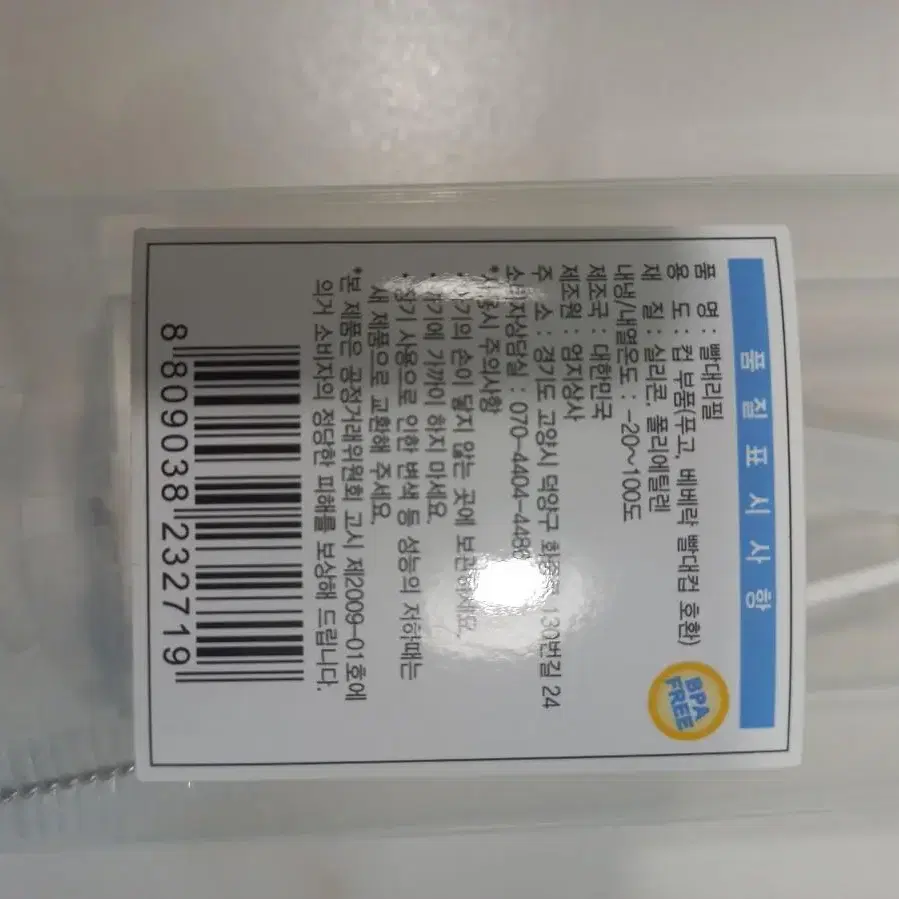 품질표시사항
품 명 : 빨대리필
용 도 : 컵 부품(푸고, 베베락 빨대컵 호환)
재 질 : 실리콘, 폴리에틸렌
내냉/내열온도 : -20~100도
제조국 : 대한민국
제조원 : 엄지상사
주 소 : 경기도 고양시 덕양구 130번길 24
소비자상담실 :
*사용시 주의사항
손이 닿지 않는 곳에 보관하세요.
가까이 하지 마세요.
장기 사용으로 인한 변색 등 성능의 저하때는
새 제품으로 교환해 주세요.
*본 제품은 공정거래위원회 고시 제2009-01호에
의거 소비자의 정당한 피해를 보상해 드립니다.
BPA
FREE
8 809038 232719